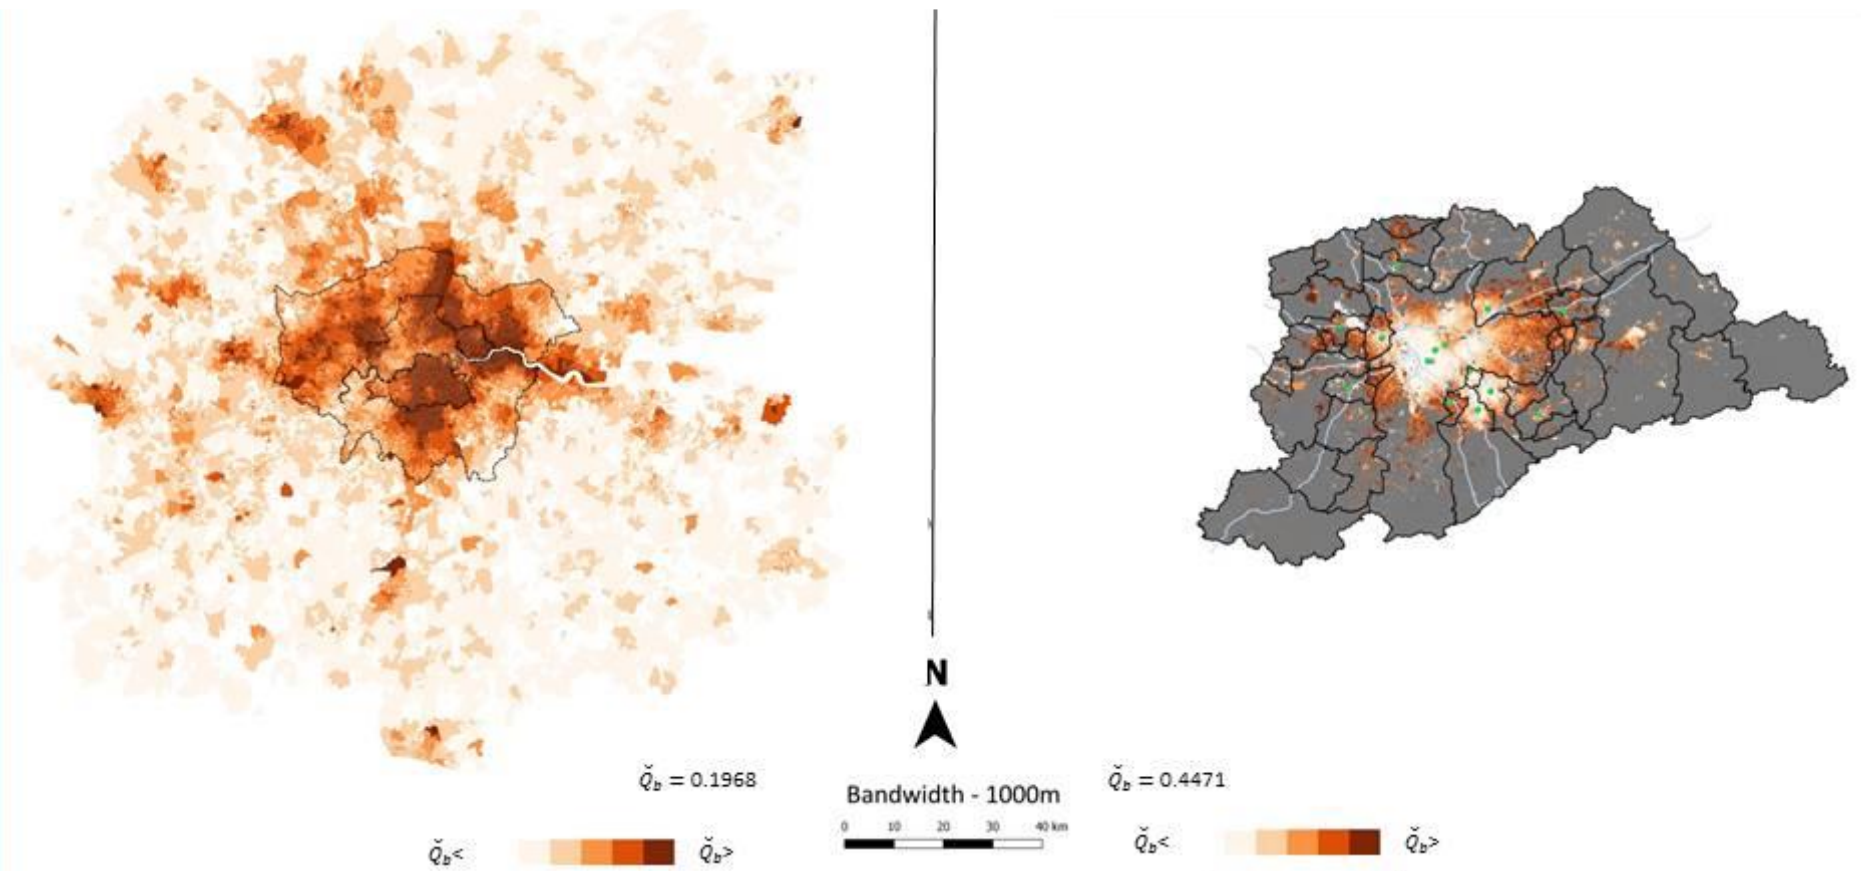 N
Q̌b = 0.1968
Bandwidth - 1000m
Q̌b = 0.4471
0 10 20 30 40 km
Q̌b<
Q̌b>
Q̌b<
Q̌b>